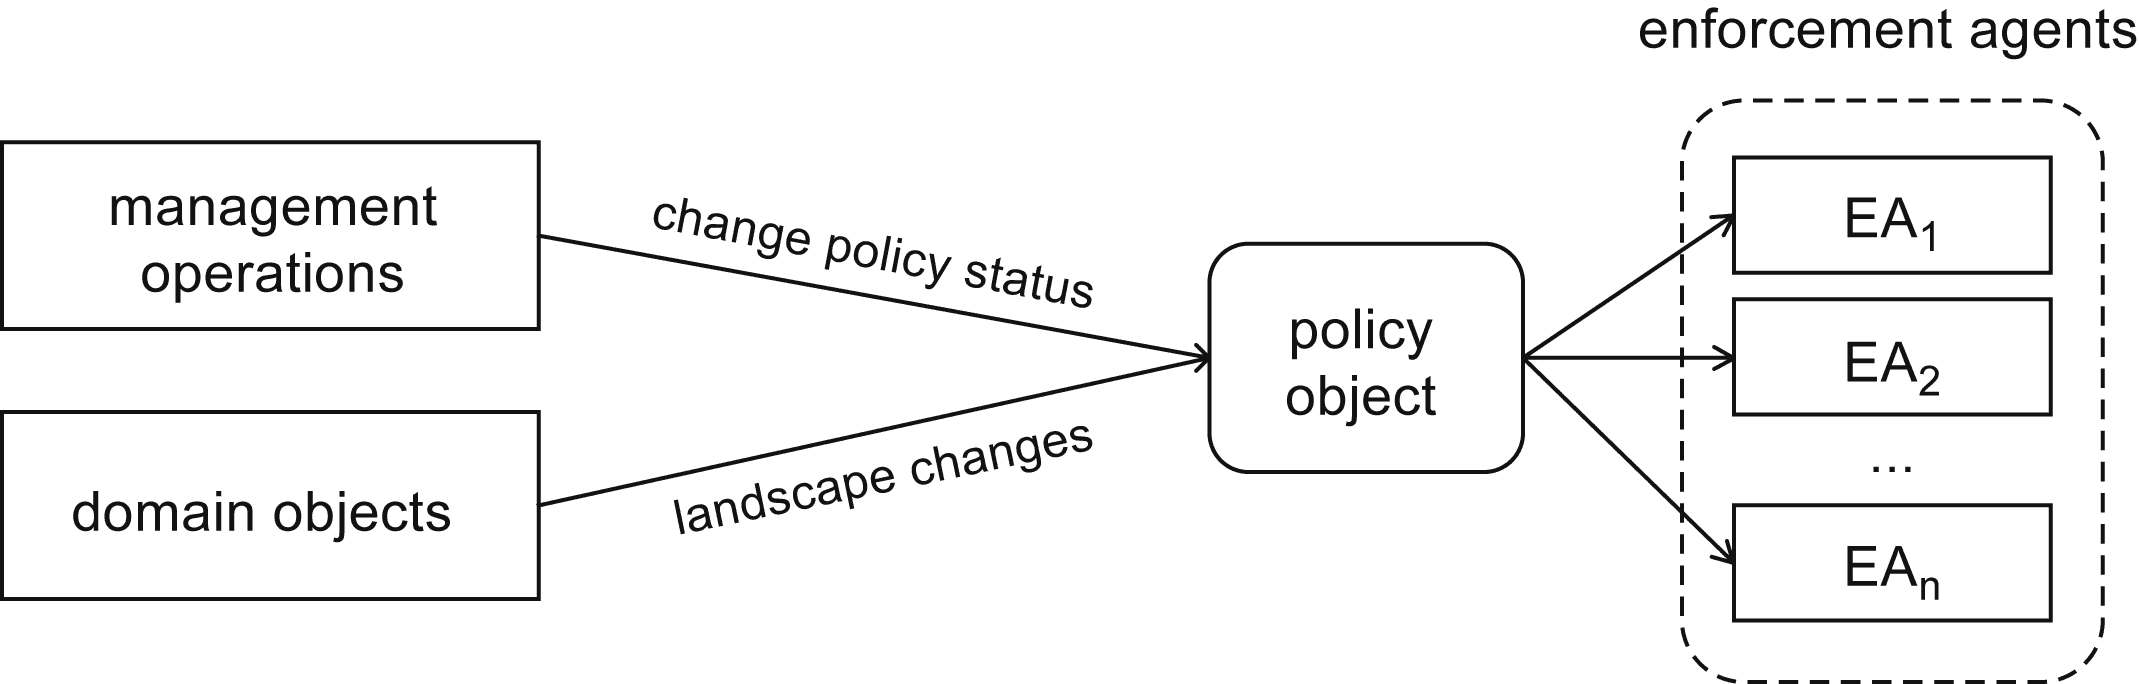 enforcement agents
management
operations
change policy status
policy
object
domain objects
landscape changes
EA1
EA2
...
EAn